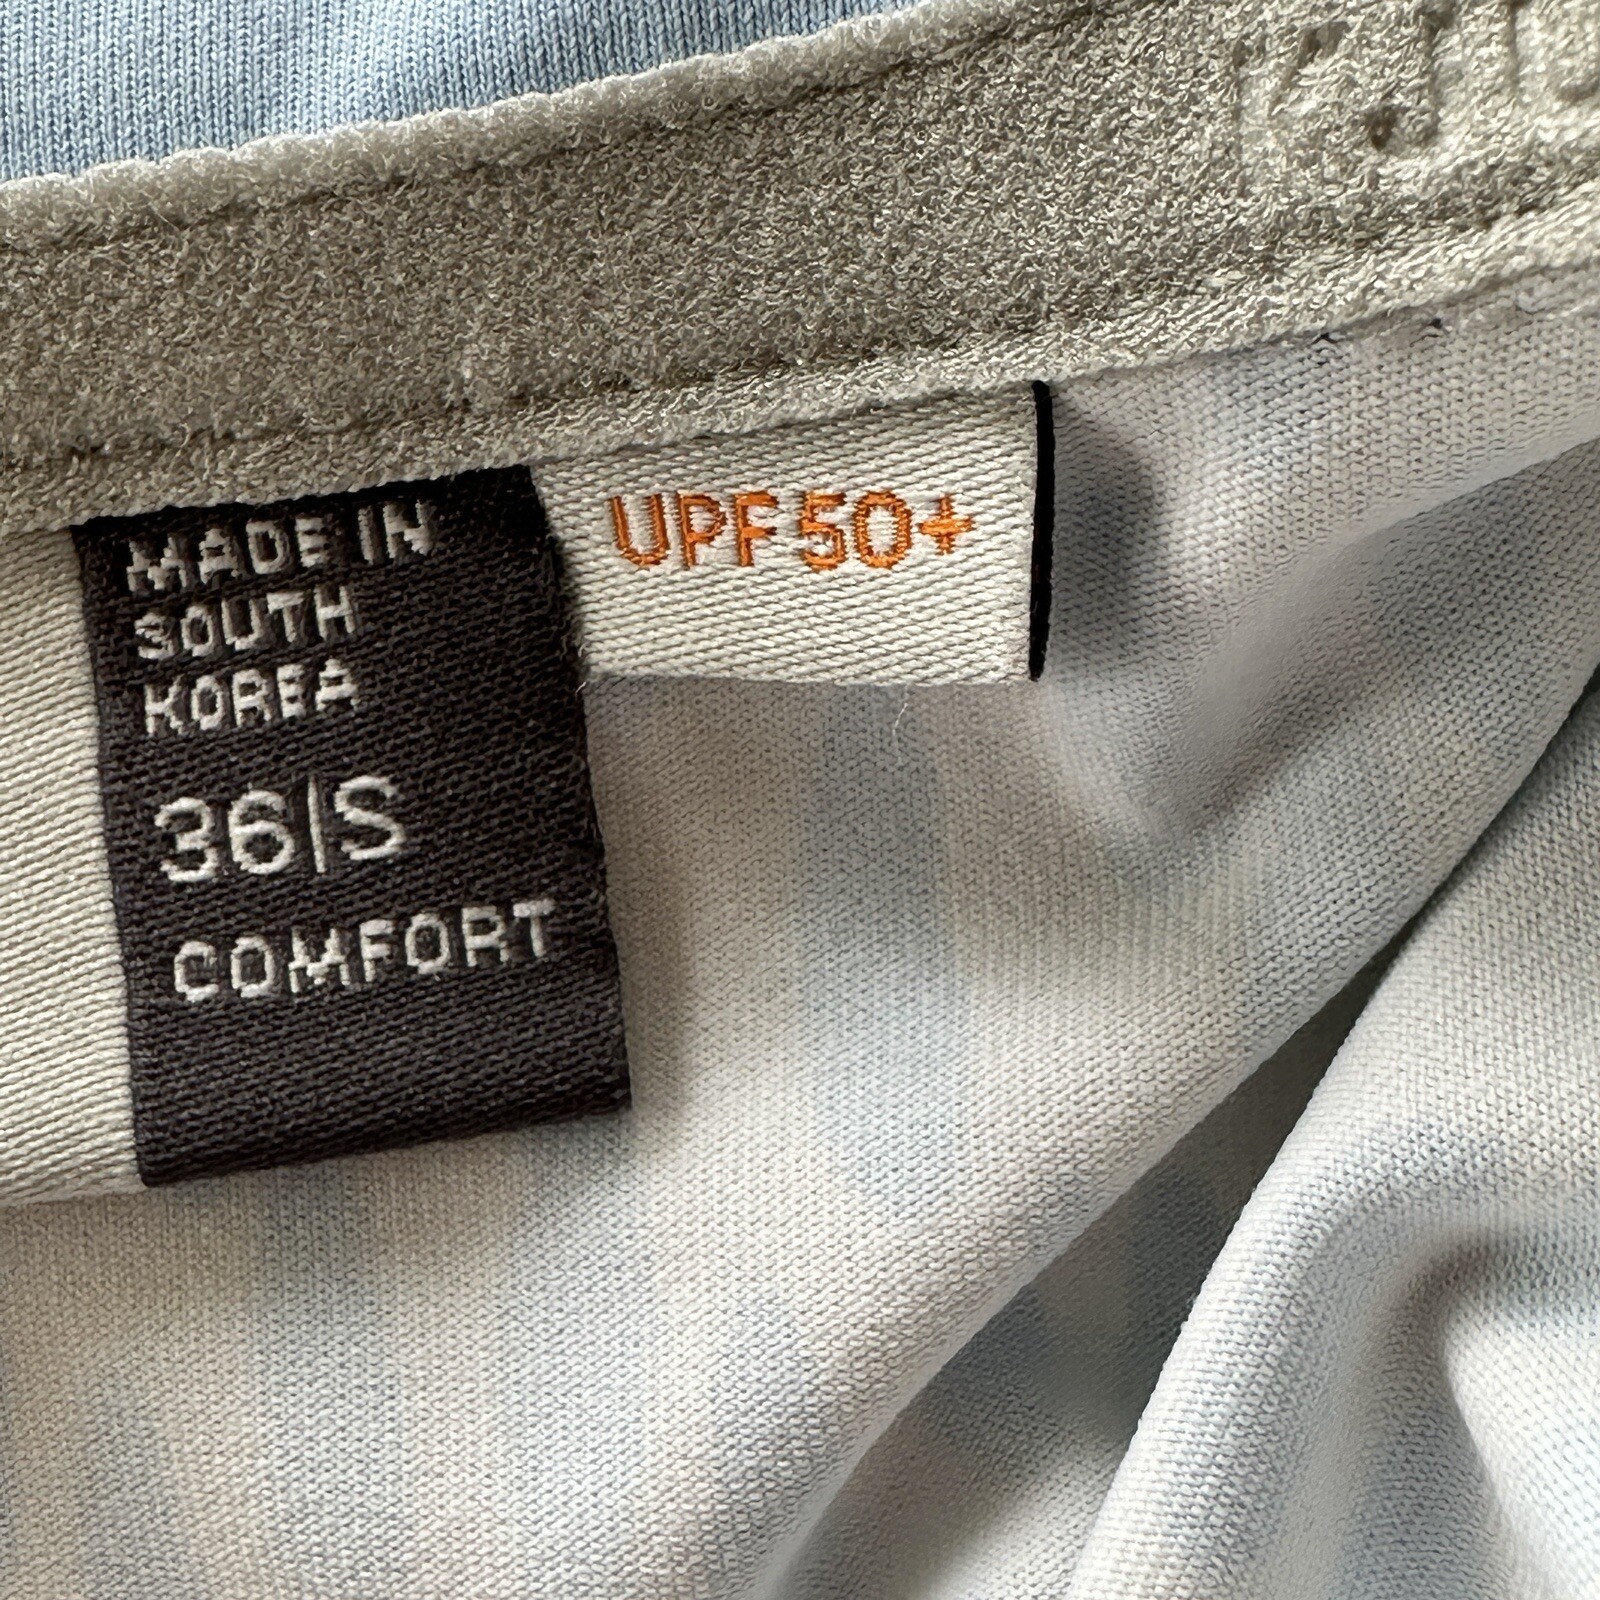 MADE IN
SOUTH
KOREA
36|S
COMFORT
UPF 50+